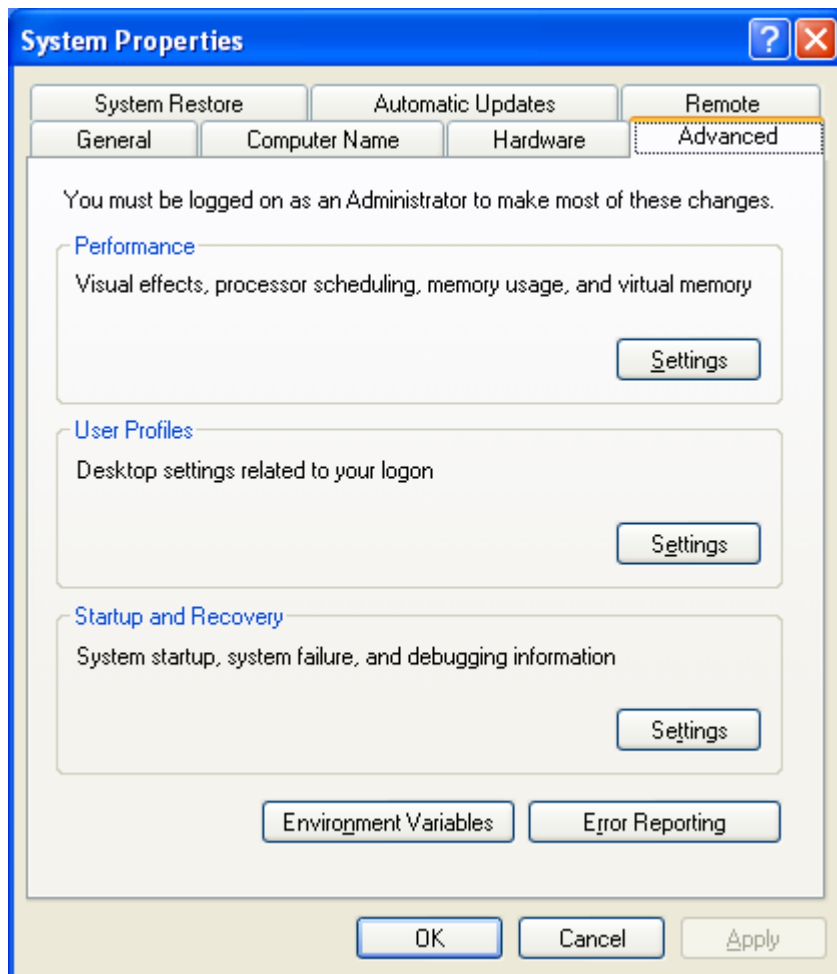 System Properties
System Restore
Automatic Updates
Remote
General
Computer Name
Hardware
Advanced
You must be logged on as an Administrator to make most of these changes.
Performance
Visual effects, processor scheduling, memory usage, and virtual memory
Settings
User Profiles
Desktop settings related to your logon
Settings
Startup and Recovery
System startup, system failure, and debugging information
Settings
Environment Variables
Error Reporting
OK
Cancel
Apply